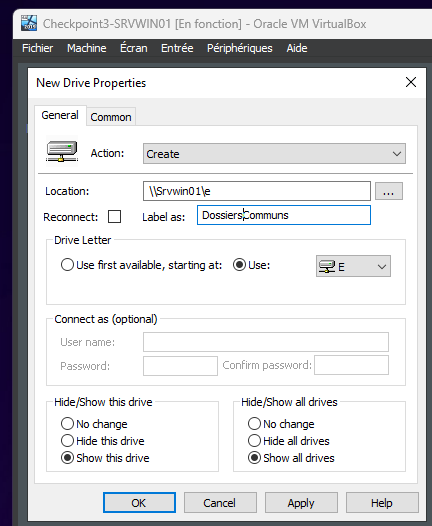 Checkpoint3-SRVWIN01 [En fonction] - Oracle VM VirtualBox
Fichier Machine Écran Entrée Périphériques Aide
New Drive Properties
General Common
Action: Create
Location: \\Srvwin01\e ...
Reconnect: Label as: DossiersCommuns
Drive Letter
Use first available, starting at: Use: E
Connect as (optional)
User name:
Password: Confirm password:
Hide/Show this drive Hide/Show all drives
No change No change
Hide this drive Hide all drives
Show this drive Show all drives
OK Cancel Apply Help